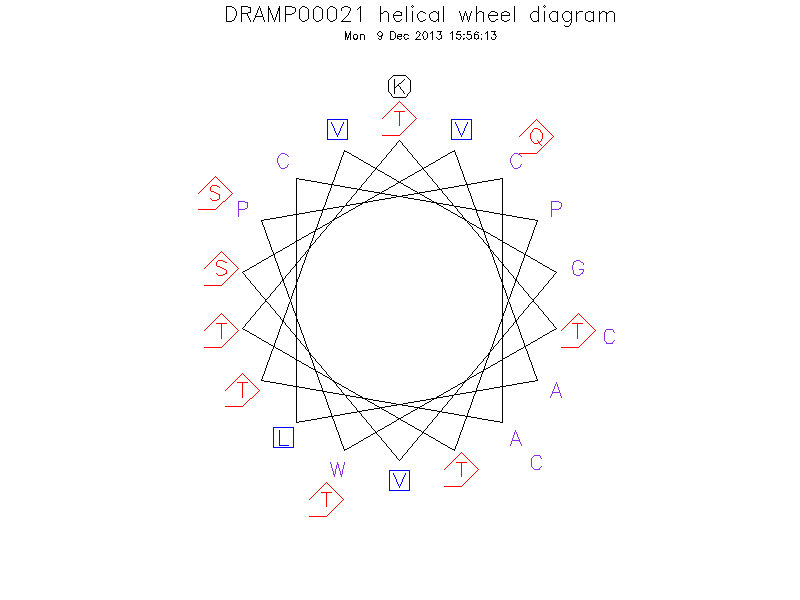 DRAMP00021 helical wheel diagram
Mon 9 Dec 2013 15:56:13
K
T
V V Q
C C
S P P
S G
T T C
T A
L A
W V T C
T